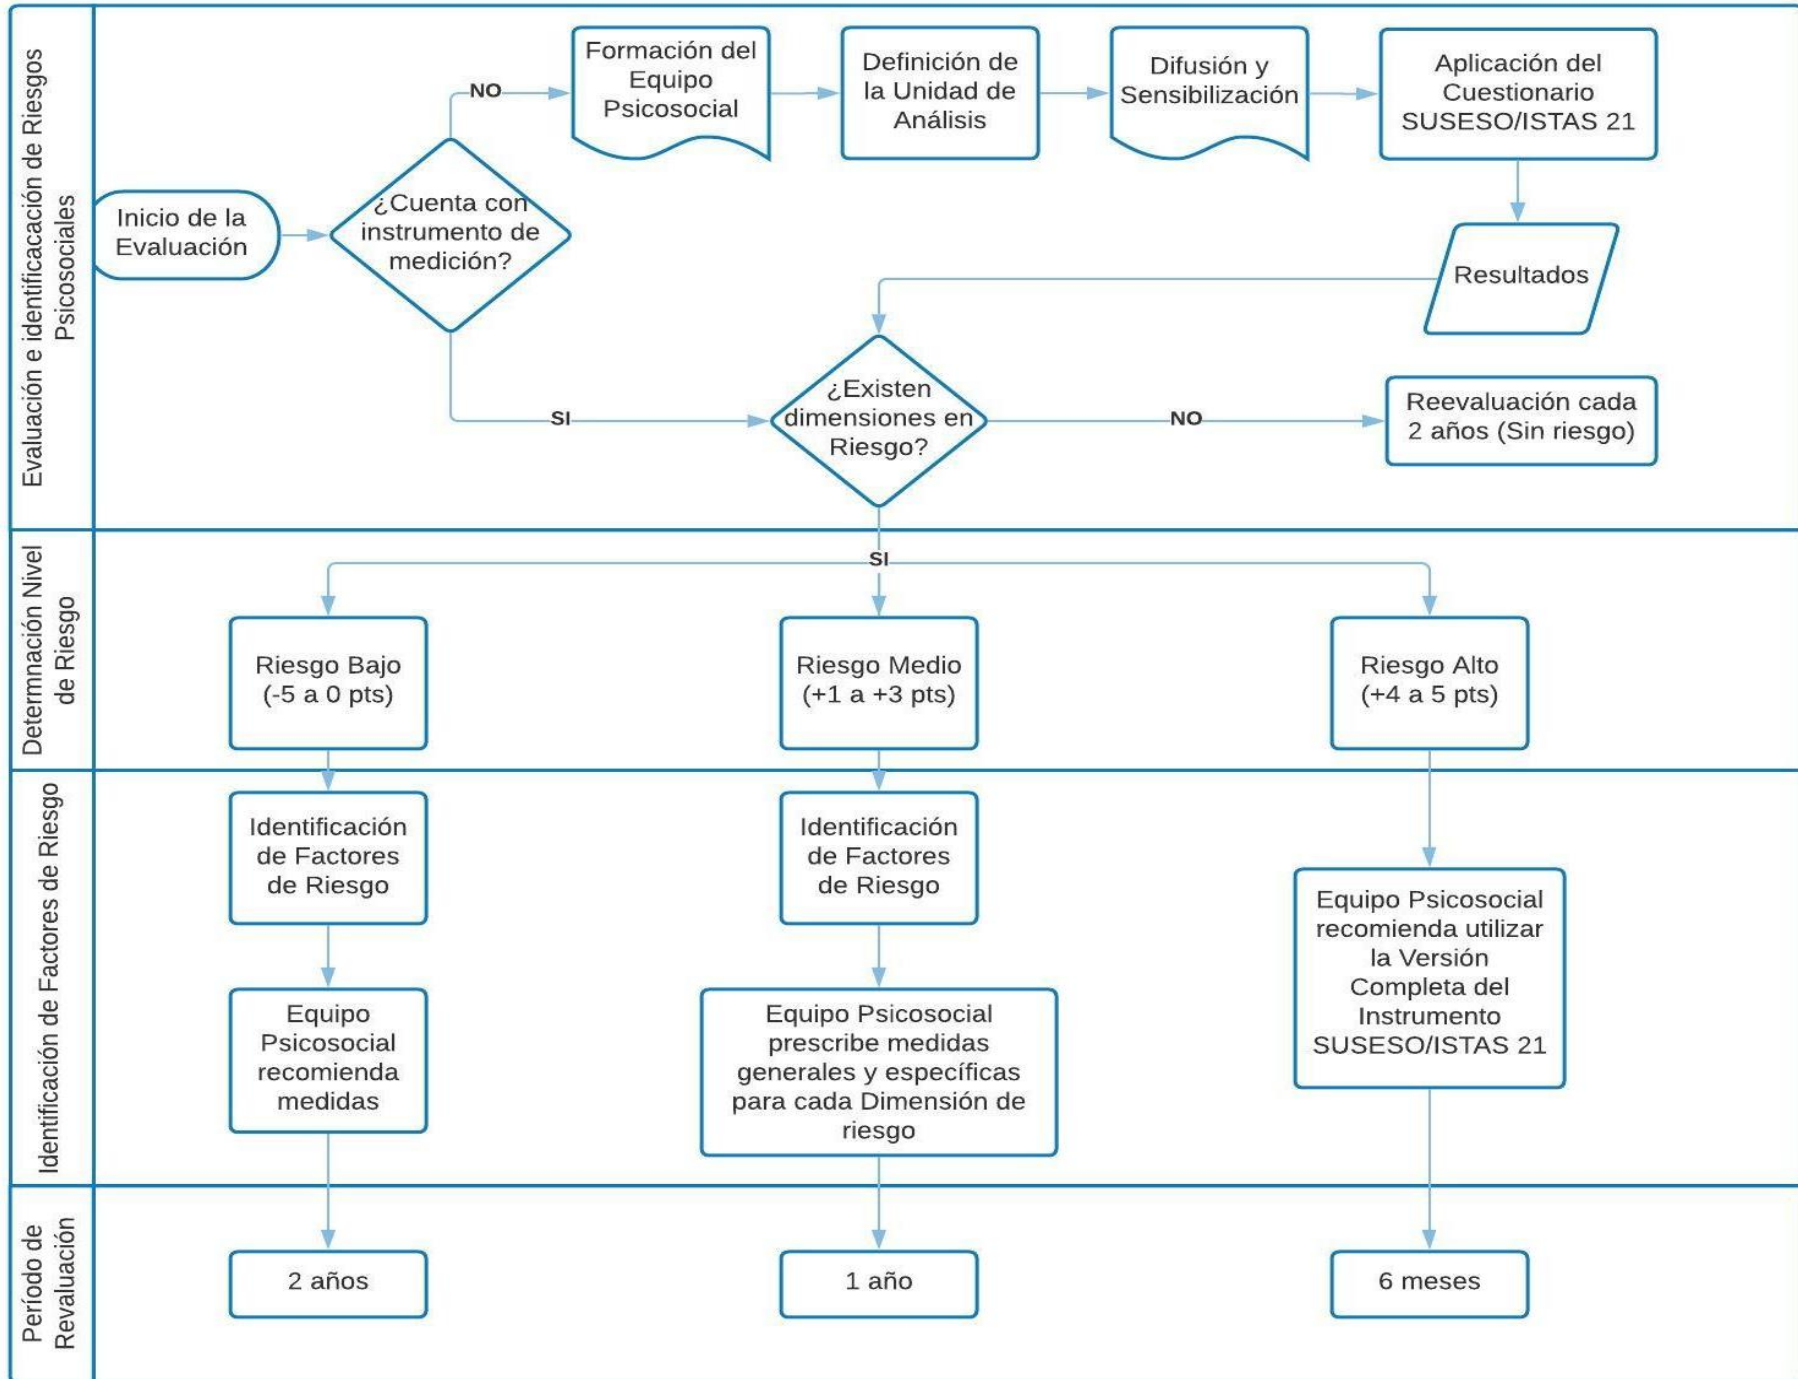 Evaluación e identificacación de Riesgos
Psicosociales
Inicio de la
Evaluación
¿Cuenta con
instrumento de
medición?
NO
Formación del
Equipo
Psicosocial
Definición de
la Unidad de
Análisis
Difusión y
Sensibilización
Aplicación del
Cuestionario
SUSESO/ISTAS 21
Resultados
SI
¿Existen
dimensiones en
Riesgo?
NO
Reevaluación cada
2 años (Sin riesgo)
Determnación Nivel
de Riesgo
SI
Riesgo Bajo
(-5 a 0 pts)
Riesgo Medio
(+1 a +3 pts)
Riesgo Alto
(+4 a 5 pts)
Identificación de Factores de Riesgo
Identificación
de Factores
de Riesgo
Identificación
de Factores
de Riesgo
Equipo
Psicosocial
recomienda
medidas
Equipo Psicosocial
prescribe medidas
generales y específicas
para cada Dimensión de
riesgo
Equipo Psicosocial
recomienda utilizar
la Versión
Completa del
Instrumento
SUSESO/ISTAS 21
Período de
Revaluación
2 años
1 año
6 meses